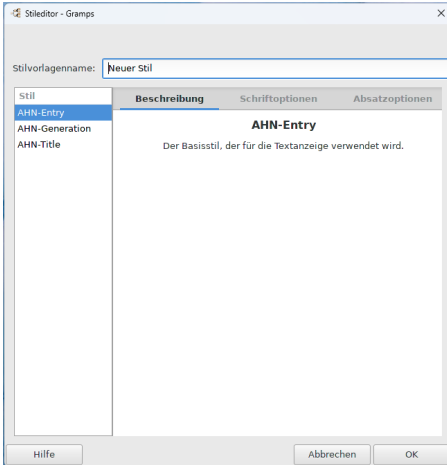 Stileditor - Gramps
Stilvorlagenname: Neuer Stil
Stil
AHN-Entry
AHN-Generation
AHN-Title
Beschreibung Schriftoptionen Absatzoptionen
AHN-Entry
Der Basisstil, der für die Textanzeige verwendet wird.
Hilfe Abbrechen OK